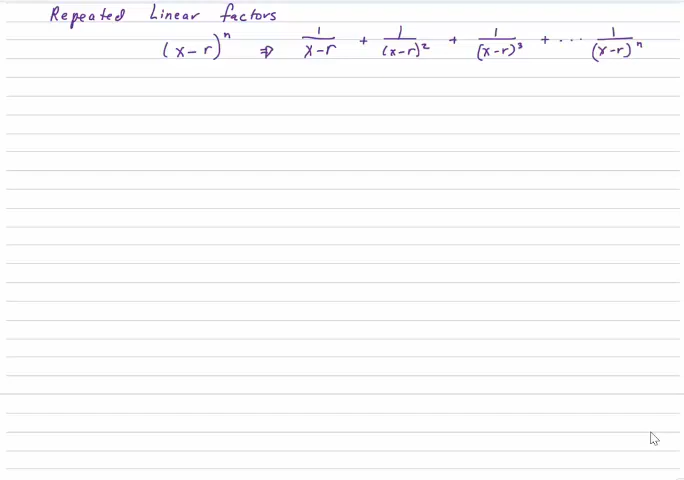 Repeated Linear factors
(x-r)^n ⇒ 1/(x-r) + 1/(x-r)^2 + 1/(x-r)^3 + ... 1/(x-r)^n